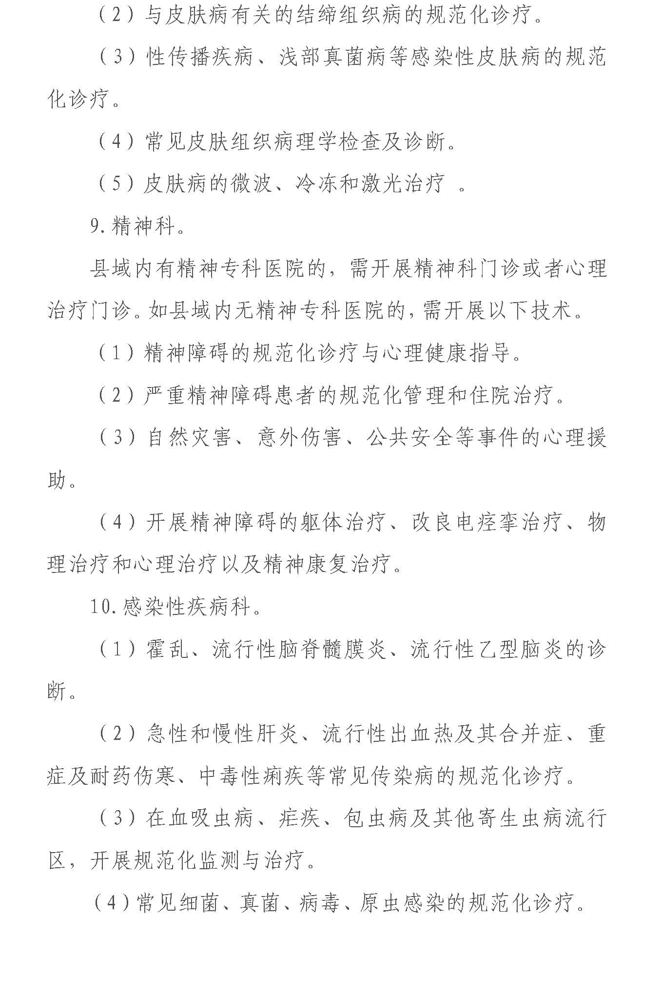 （2）与皮肤病有关的结缔组织病的规范化诊疗。
（3）性传播疾病、浅部真菌病等感染性皮肤病的规范
化诊疗。
（4）常见皮肤组织病理学检查及诊断。
（5）皮肤病的微波、冷冻和激光治疗 。
9.精神科。
县域内有精神专科医院的，需开展精神科门诊或者心理
治疗门诊。如县域内无精神专科医院的，需开展以下技术。
（1）精神障碍的规范化诊疗与心理健康指导。
（2）严重精神障碍患者的规范化管理和住院治疗。
（3）自然灾害、意外伤害、公共安全等事件的心理援
助。
（4）开展精神障碍的躯体治疗、改良电痉挛治疗、物
理治疗和心理治疗以及精神康复治疗。
10.感染性疾病科。
（1）霍乱、流行性脑脊髓膜炎、流行性乙型脑炎的诊
断。
（2）急性和慢性肝炎、流行性出血热及其合并症、重
症及耐药伤寒、中毒性痢疾等常见传染病的规范化诊疗。
（3）在血吸虫病、疟疾、包虫病及其他寄生虫病流行
区，开展规范化监测与治疗。
（4）常见细菌、真菌、病毒、原虫感染的规范化诊疗。